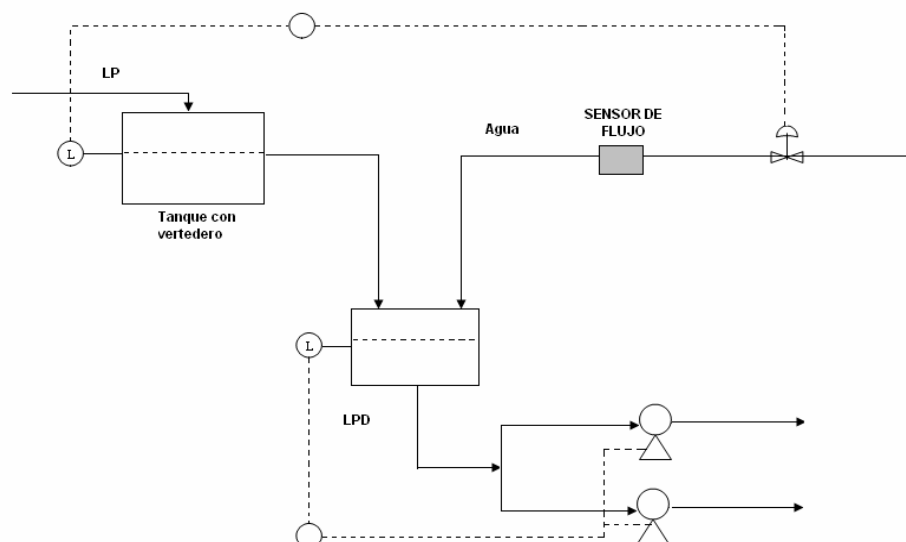 LP
SENSOR DE
FLUJO
Agua
L
Tanque con
vertedero
L
LPD